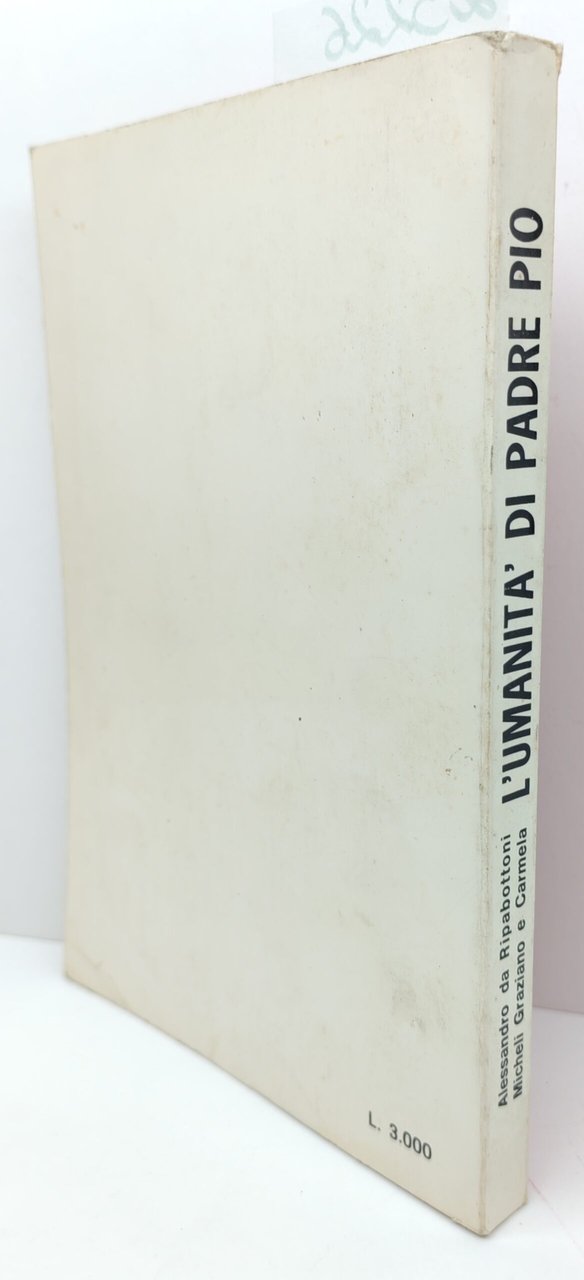 Alessandro da Ripabottoni
Micheli Graziano e Carmela
L'UMANITA' DI PADRE PIO
L. 3.000